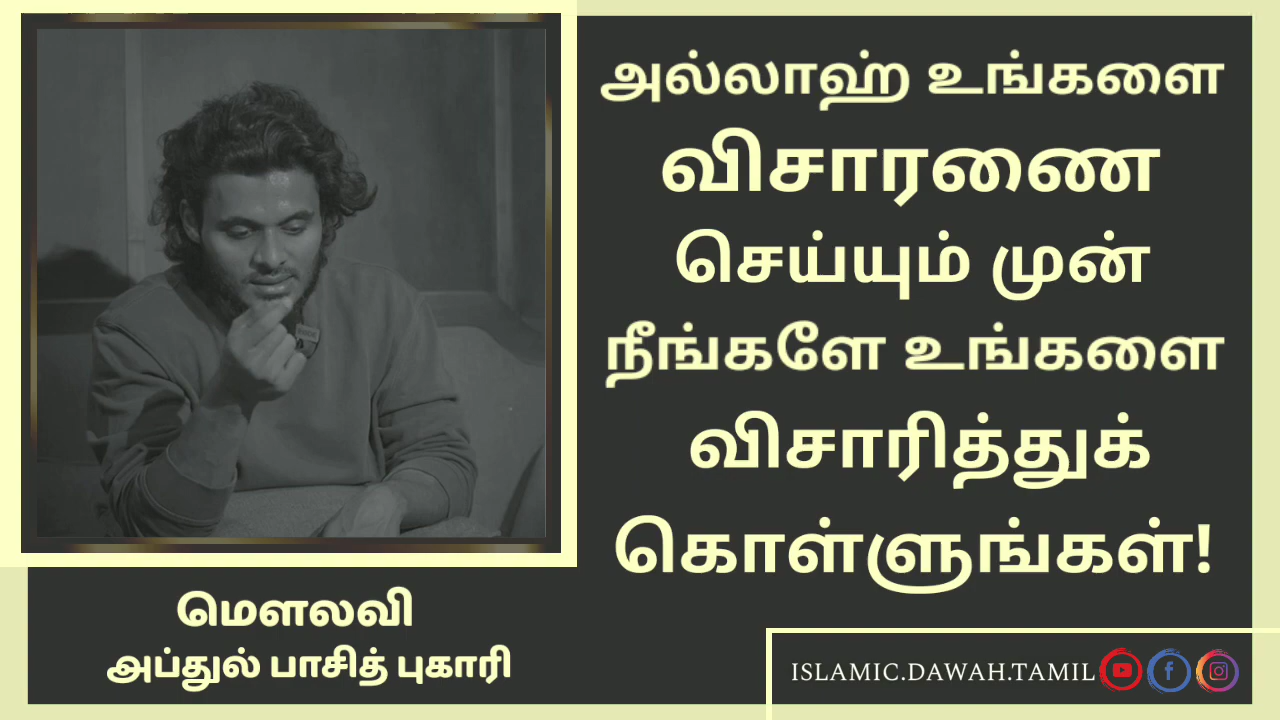 அல்லாஹ் உங்களை
விசாரணை
செய்யும் முன்
நீங்களே உங்களை
விசாரித்துக்
கொள்ளுங்கள்!
மௌலவி
அப்துல் பாசித் புகாரி
ISLAMIC.DAWAH.TAMIL